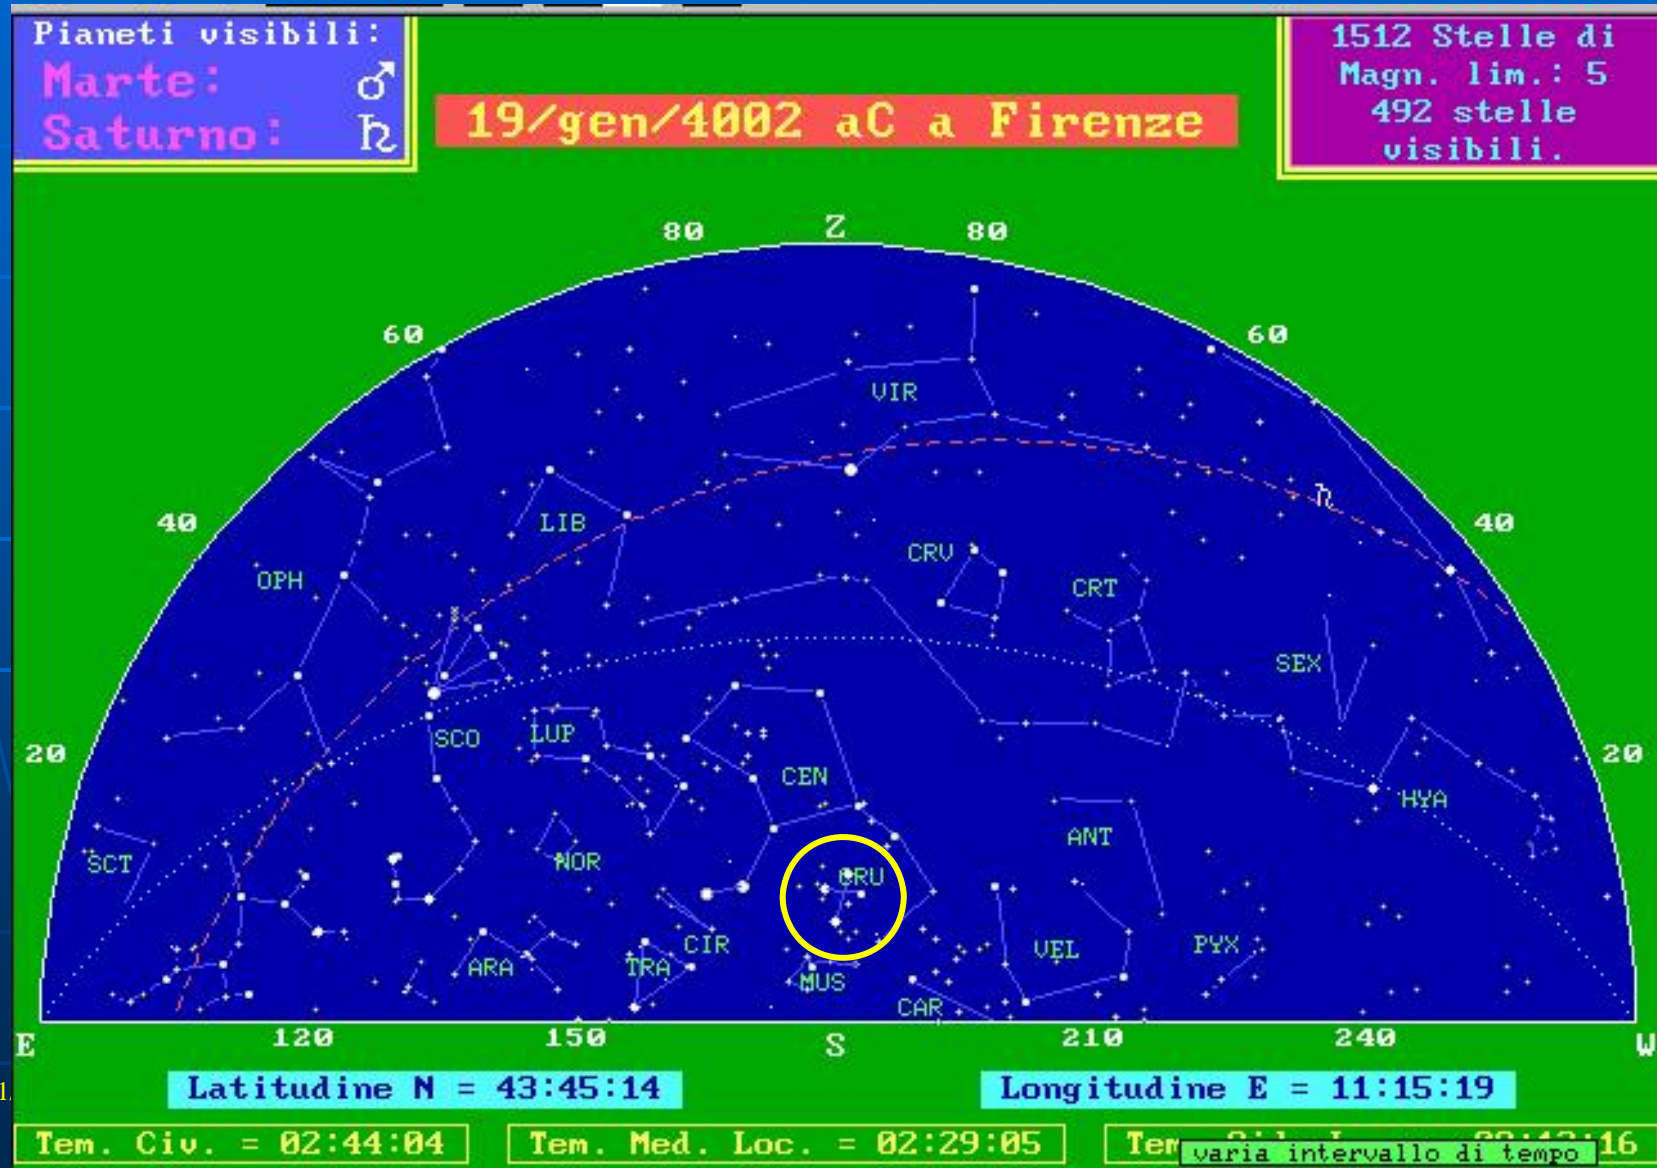 Pianeti visibili:
Marte: ♂
Saturno: ♄
19/gen/4002 aC a Firenze
1512 Stelle di
Magn. lim.: 5
492 stelle
visibili.
80 Z 80
60 60
VIR
40 40
LIB
OPH
CRV
CRT
SEX
SCO
LUP
20 20
CEN
HYA
ANT
SCT
NOR
CRU
CIR
VEL
PYX
ARA
TRA
MUS
CAR
E 120 150 S 210 240 W
Latitudine N = 43:45:14
Longitudine E = 11:15:19
Tem. Civ. = 02:44:04
Tem. Med. Loc. = 02:29:05
Tem
16
varia intervallo di tempo